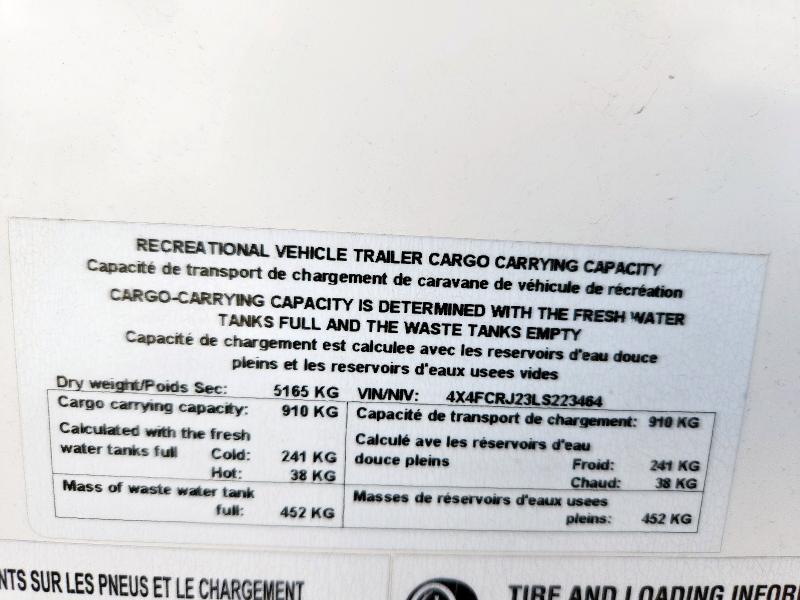 RECREATIONAL VEHICLE TRAILER CARGO CARRYING CAPACITY
Capacité de transport de chargement de caravane de véhicule de récréation
CARGO-CARRYING CAPACITY IS DETERMINED WITH THE FRESH WATER
TANKS FULL AND THE WASTE TANKS EMPTY
Capacité de chargement est calculee avec les reservoirs d'eau douce
pleins et les reservoirs d'eaux usees vides
Dry weight/Poids Sec: 5165 KG VIN/NIV: 4X4FCRJ23LS223464
Cargo carrying capacity: 910 KG
Calculated with the fresh
water tanks full Cold: 241 KG
Hot: 38 KG
Mass of waste water tank
full: 452 KG
Capacité de transport de chargement: 910 KG
Calculé ave les réservoirs d'eau
douce pleins Froid: 241 KG
Chaud: 38 KG
Masses de réservoirs d'eaux usees
pleins: 452 KG
NTS SUR LES PNEUS ET LE CHARGEMENT
TIRE AND LOADING INFOR